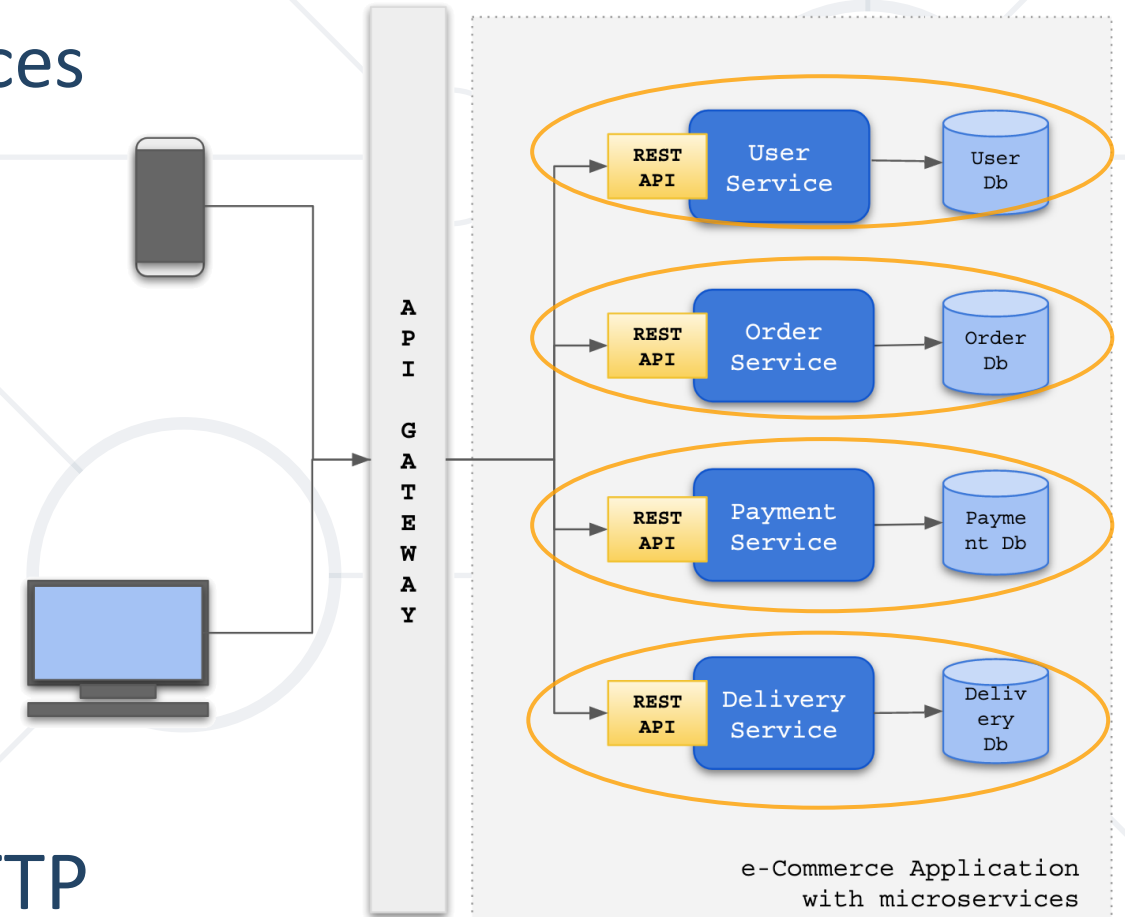 ces
REST
API
User
Service
User
Db
A
P
I
G
A
T
E
W
A
Y
REST
API
Order
Service
Order
Db
REST
API
Payment
Service
Payme
nt Db
REST
API
Delivery
Service
Deliv
ery
Db
TTP
e-Commerce Application
with microservices